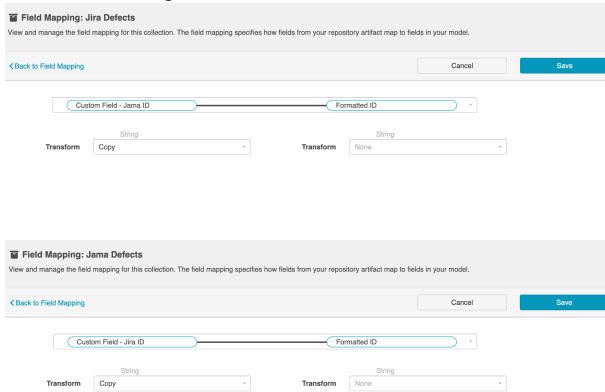 Field Mapping: Jira Defects
View and manage the field mapping for this collection. The field mapping specifies how fields from your repository artifact map to fields in your model.
Back to Field Mapping Cancel Save
Custom Field - Jama ID Formatted ID
String String
Transform Copy Transform None
Field Mapping: Jama Defects
View and manage the field mapping for this collection. The field mapping specifies how fields from your repository artifact map to fields in your model.
Back to Field Mapping Cancel Save
Custom Field - Jira ID Formatted ID
String String
Transform Copy Transform None